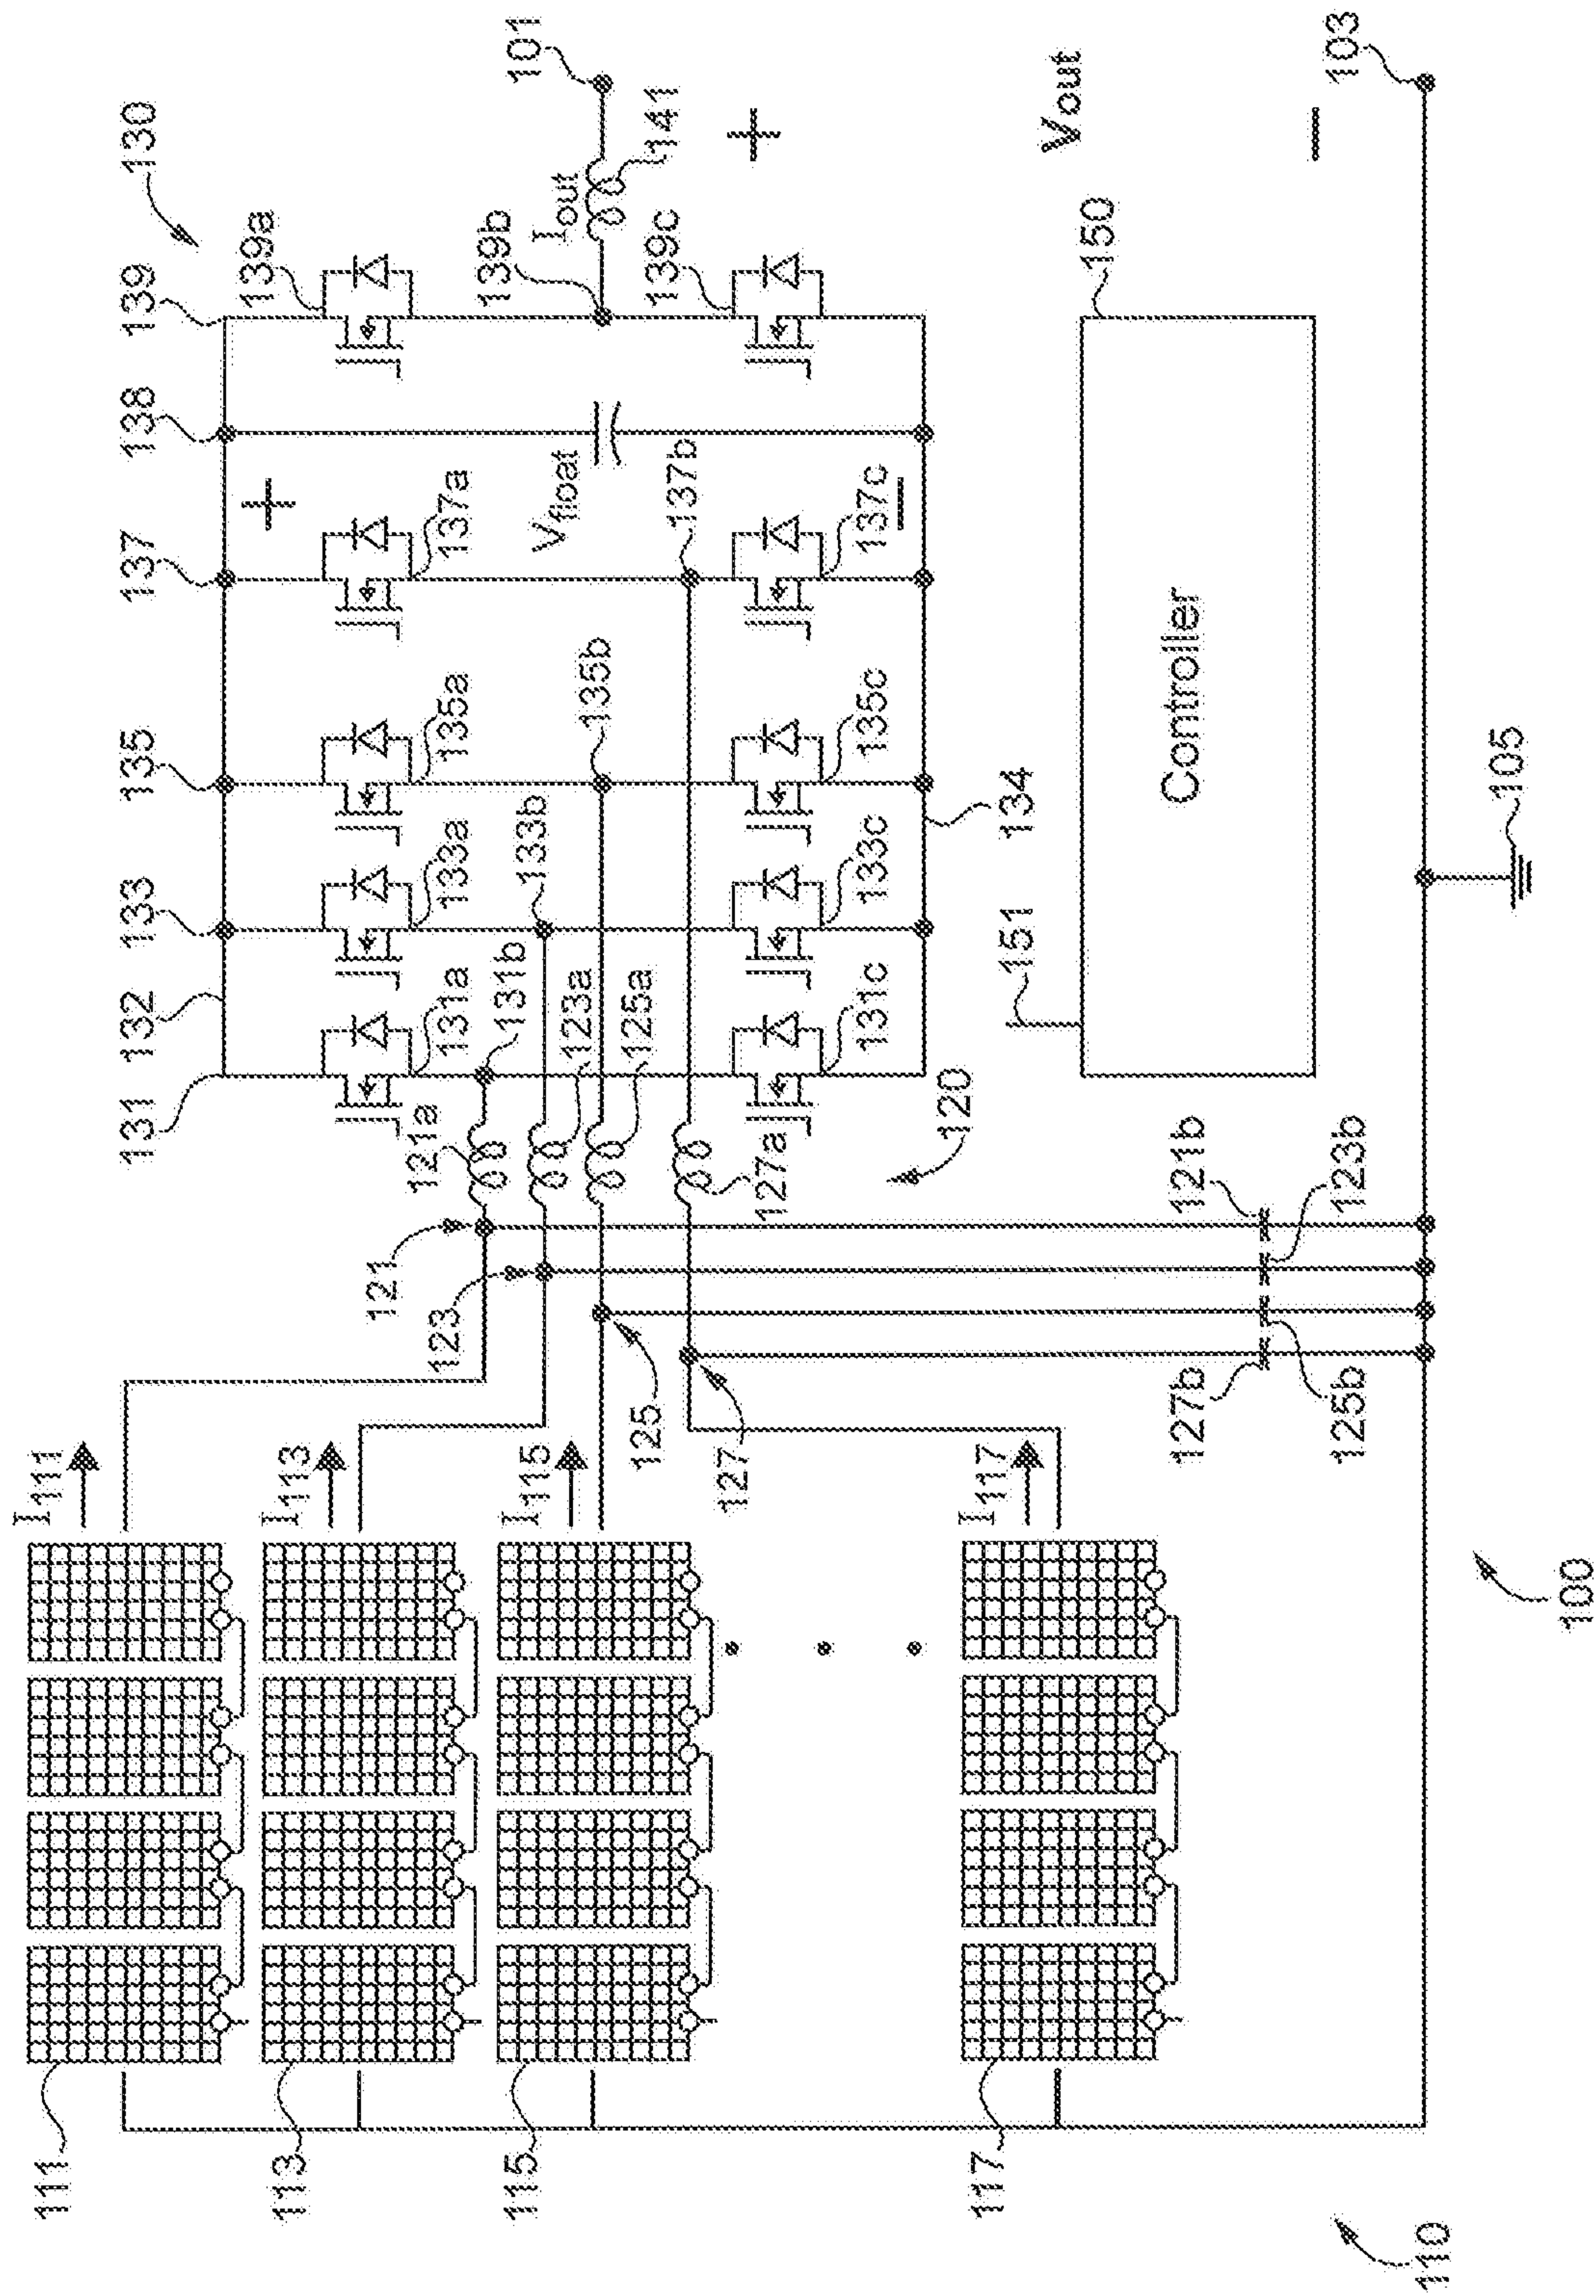 130
101
131
132
133
135
137
138
139
139a
I111
131a
133a
135a
137a
+
Iout
141
121a
131b
133b
135b
Vfloat
139b
+
121
123a
125a
137b
139c
I113
123
131c
133c
135c
137c
−
111
I115
125
127a
134
Vout
113
127
120
151
150
115
I117
Controller
121b
123b
−
103
117
127b
125b
105
110
100